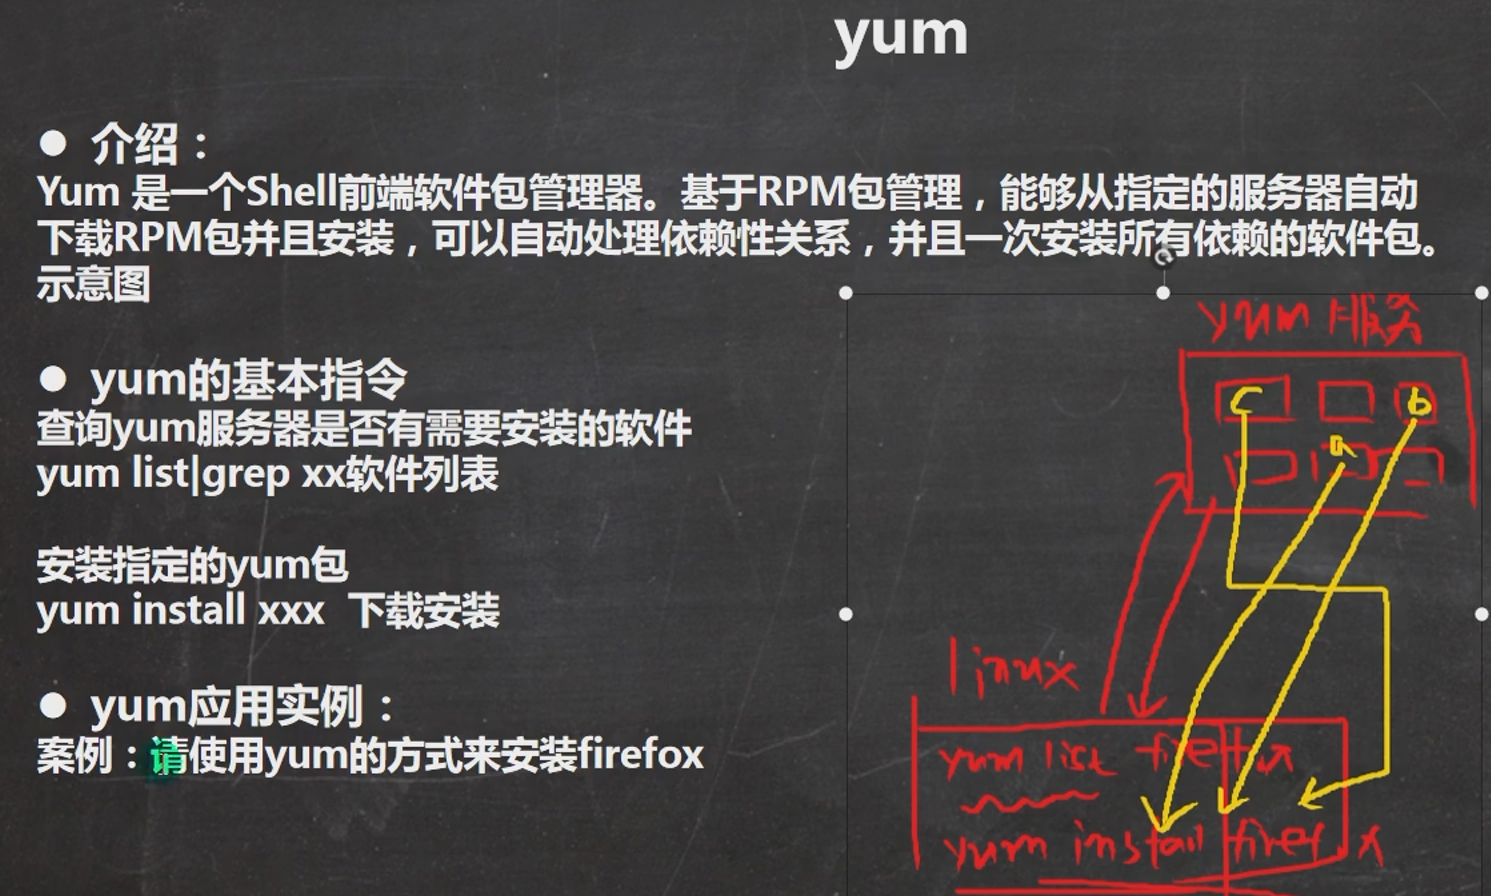 yum
● 介绍：
Yum 是一个Shell前端软件包管理器。基于RPM包管理，能够从指定的服务器自动
下载RPM包并且安装，可以自动处理依赖性关系，并且一次安装所有依赖的软件包。
示意图
● yum的基本指令
查询yum服务器是否有需要安装的软件
yum list|grep xx软件列表
安装指定的yum包
yum install xxx 下载安装
● yum应用实例：
案例：请使用yum的方式来安装firefox
yum 服务
C b
a
linux
yum list firefox
yum install firefox